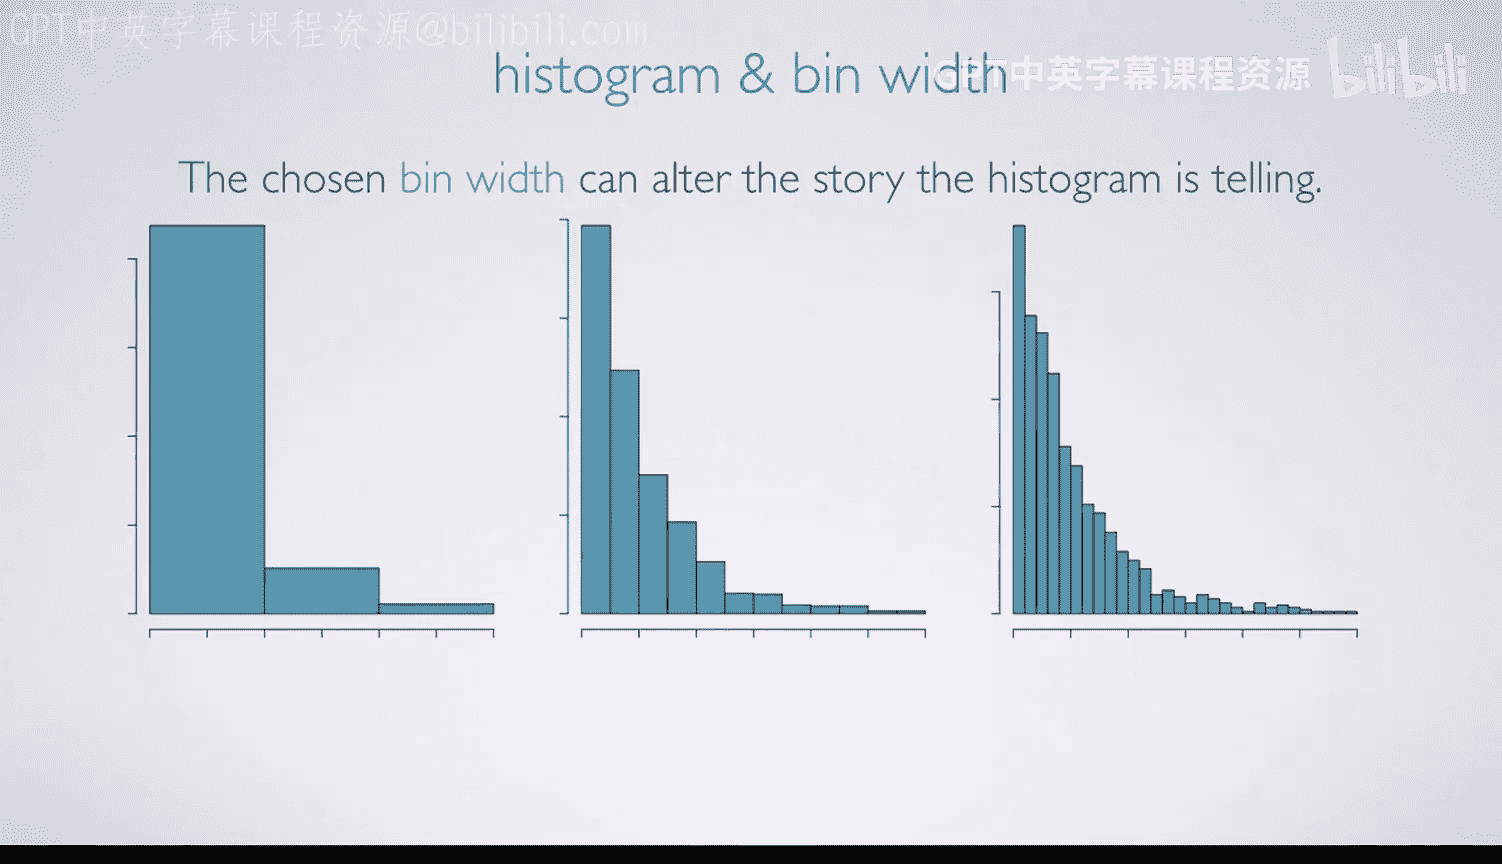 GPT中英字幕课程资源@bilibili.com
histogram & bin width
GPT中英字幕课程资源 bilibili
The chosen bin width can alter the story the histogram is telling.